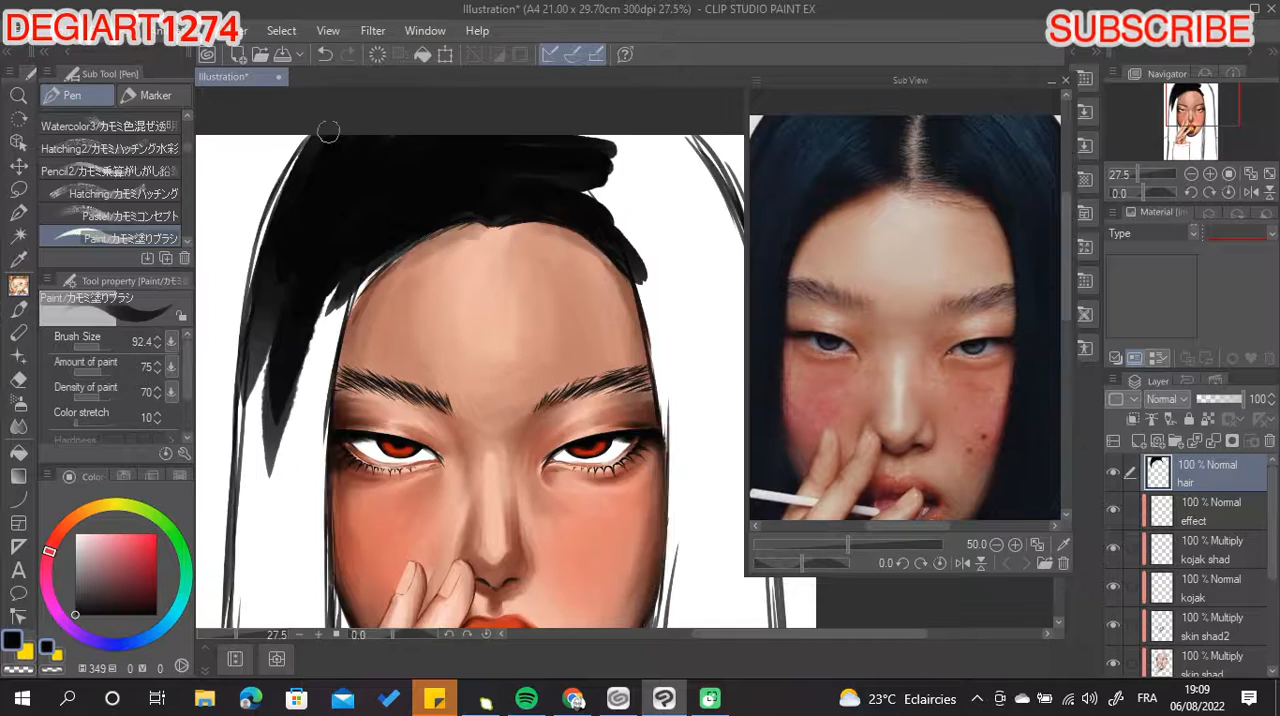 Illustration* (A4 21.00 x 29.70cm 300dpi 27.5%) - CLIP STUDIO PAINT EX
DEGIART1274
SUBSCRIBE
Select View Filter Window Help
Sub Tool [Pen]
Illustration*
Sub View
Navigator
Pen
Marker
Watercolor3/カモミ色混ぜ透
Hatching2/カモミハッチング水彩
Pencil2/カモミ乗算がしがし鉛
Hatching/カモミハッチング
Pastel/カモミコンセプト
Paint/カモミ塗りブラシ
27.5
0.0
Material [Im
Type
Tool property [Paint/カモミ
Paint/カモミ塗りブラシ
Brush Size 92.4
Amount of paint 75
Density of paint 70
Color stretch 10
Hardness
Layer
Normal 100
100 % Normal
hair
100 % Normal
effect
100 % Multiply
kojak shad
100 % Normal
kojak
100 % Multiply
skin shad2
100 % Multiply
Color
50.0
0.0
27.5
0.0
H 349 S 0 V 0
23°C Eclaircies
FRA
19:09
06/08/2022